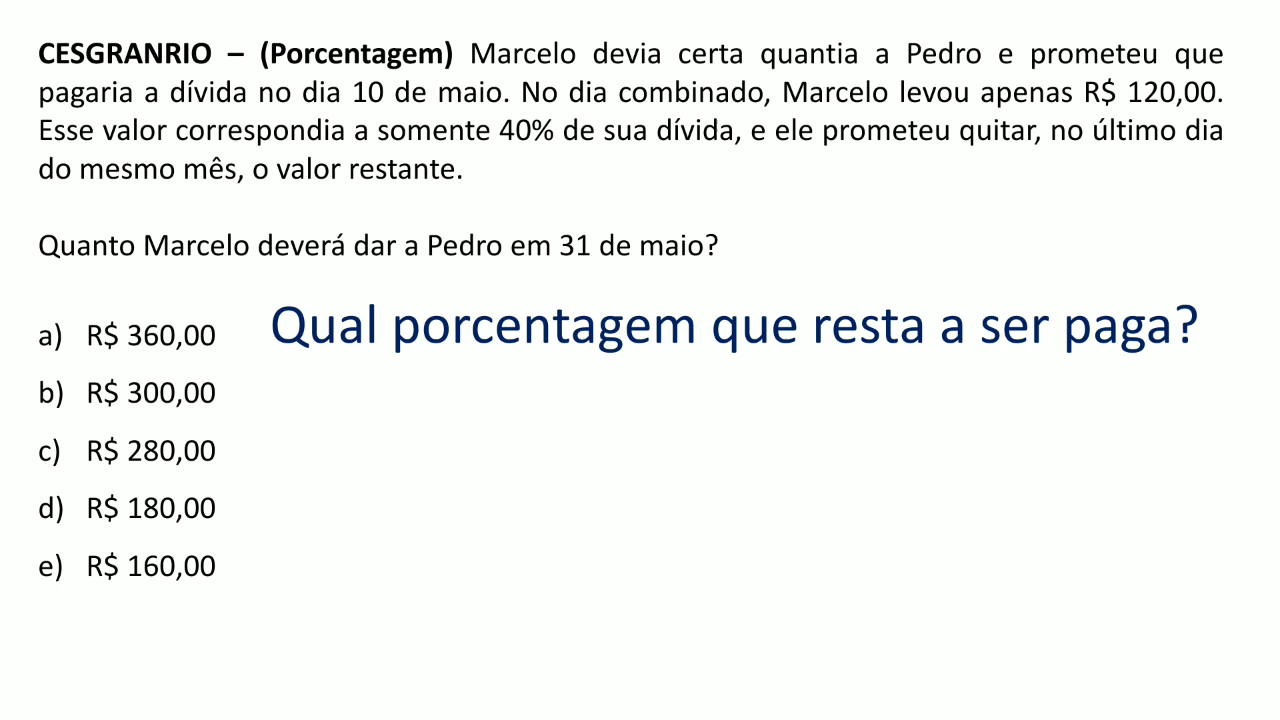 CESGRANRIO – (Porcentagem) Marcelo devia certa quantia a Pedro e prometeu que
pagaria a dívida no dia 10 de maio. No dia combinado, Marcelo levou apenas R$ 120,00.
Esse valor correspondia a somente 40% de sua dívida, e ele prometeu quitar, no último dia
do mesmo mês, o valor restante.
Quanto Marcelo deverá dar a Pedro em 31 de maio?
Qual porcentagem que resta a ser paga?
a) R$ 360,00
b) R$ 300,00
c) R$ 280,00
d) R$ 180,00
e) R$ 160,00